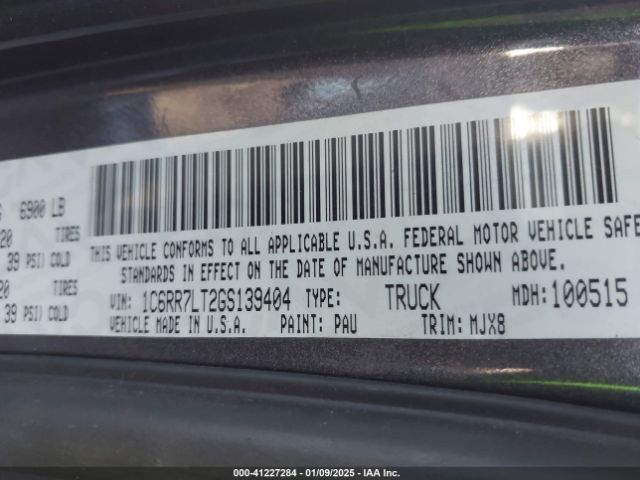 6900 LB
20 TIRES
39 PSI) COLD
20 TIRES
39 PSI) COLD
THIS VEHICLE CONFORMS TO ALL APPLICABLE U.S.A. FEDERAL MOTOR VEHICLE SAFE
STANDARDS IN EFFECT ON THE DATE OF MANUFACTURE SHOWN ABOVE.
VIN: 1C6RR7LT2GS139404 TYPE: TRUCK MDH:100515
VEHICLE MADE IN U.S.A. PAINT: PAU TRIM: MJX8
000-41227284 | 01/09/2025 - IAA Inc.